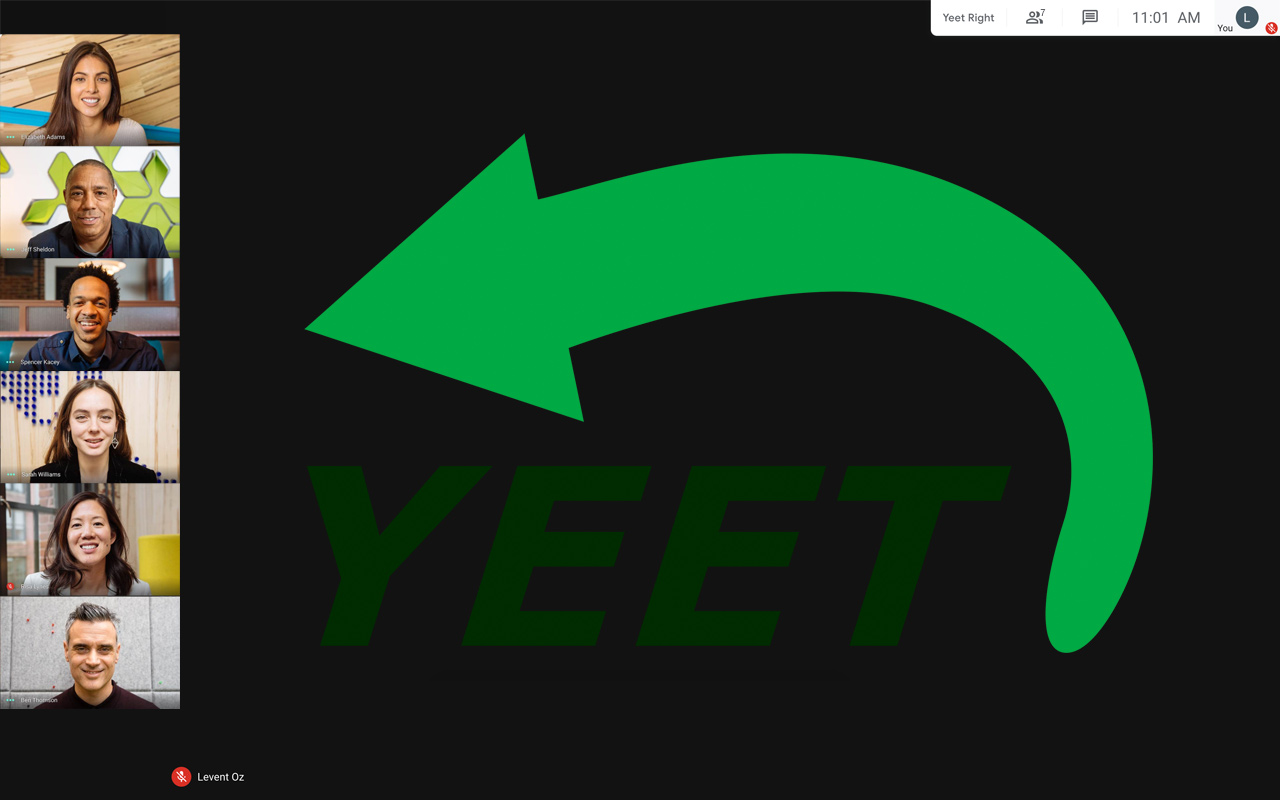 Yeet Right
7
11:01 AM
You
L
Elizabeth Adams
Jeff Sheldon
Spencer Kacey
Sarah Williams
Ben Thomson
YEET
Levent Oz